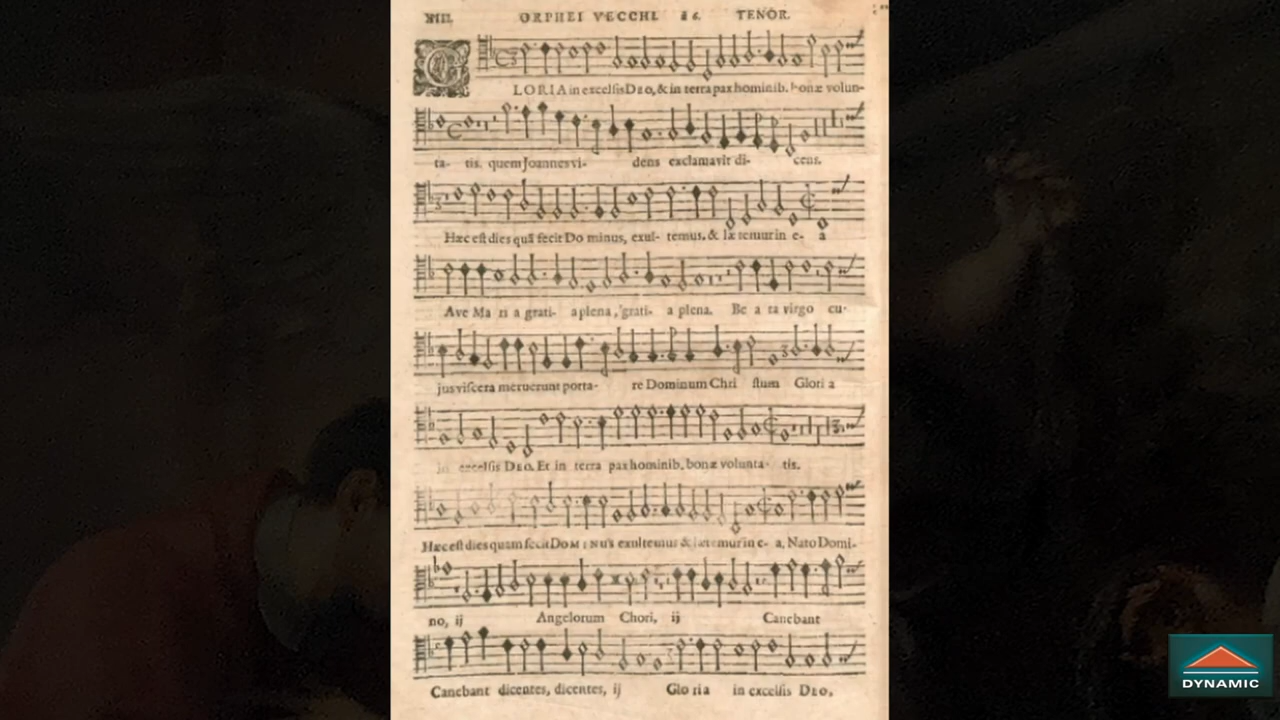 XIII. ORPHEI VECCHI. à 6. TENOR.
GLORIA in excelsis DEO, & in terra pax hominib. bonæ volun-
ta- tis. quem Joannes vi- dens exclamavit di- cens.
Hæc est dies quã fecit Do minus, exul- temus, & læ temur in e- a
Ave Ma ri a grati- a plena, grati- a plena. Be a ta virgo cu-
jus viscera meruerunt porta- re Dominum Chri stum Glori a
in excelsis DEO. Et in terra pax hominib. bonæ volunta- tis.
Hæc est dies quam fecit DOMINUS exultemus & lætemur in e- a, Nato Domi-
no, ij Angelorum Chori, ij Canebant
Canebant dicentes, dicentes, ij Glo ria in excelsis DEO,
DYNAMIC